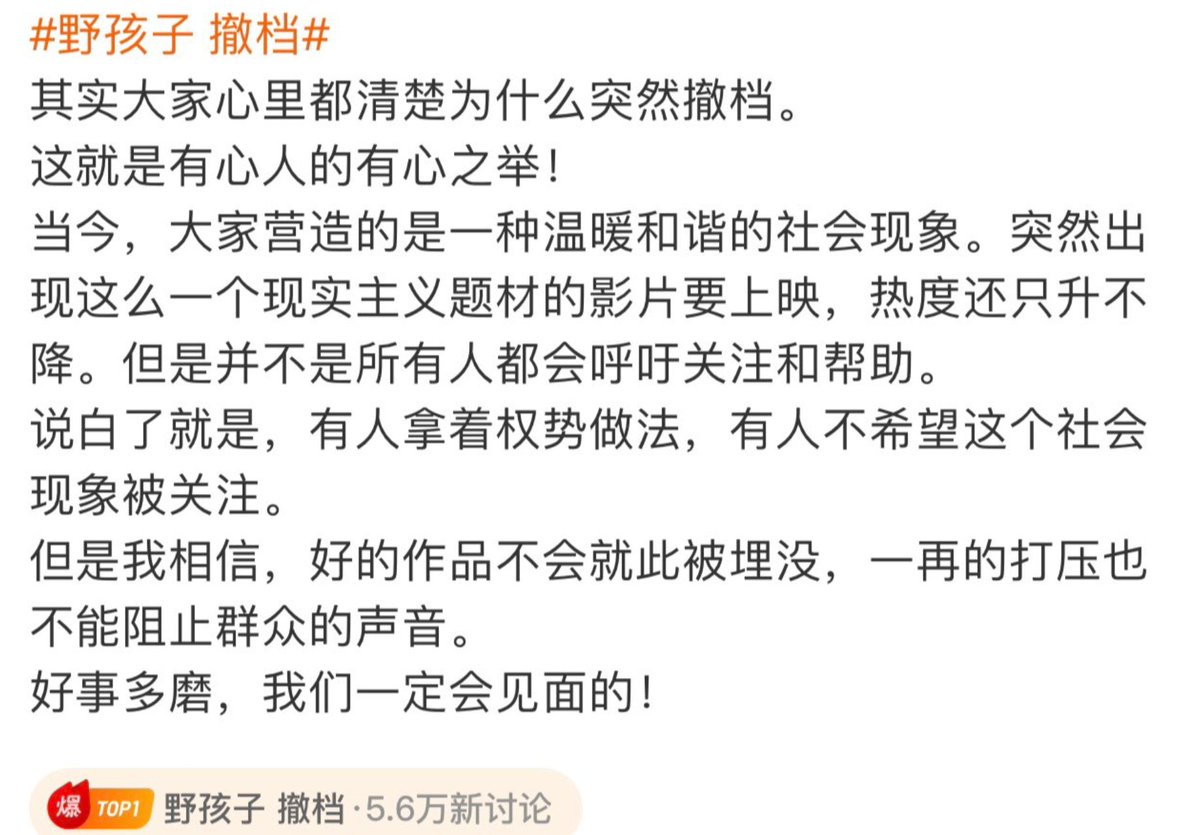 #野孩子 撤档#
其实大家心里都清楚为什么突然撤档。
这就是有心人的有心之举！
当今，大家营造的是一种温暖和谐的社会现象。突然出
现这么一个现实主义题材的影片要上映，热度还只升不
降。但是并不是所有人都会呼吁关注和帮助。
说白了就是，有人拿着权势做法，有人不希望这个社会
现象被关注。
但是我相信，好的作品不会就此被埋没，一再的打压也
不能阻止群众的声音。
好事多磨，我们一定会见面的！
爆 TOP1 野孩子 撤档·5.6万新讨论